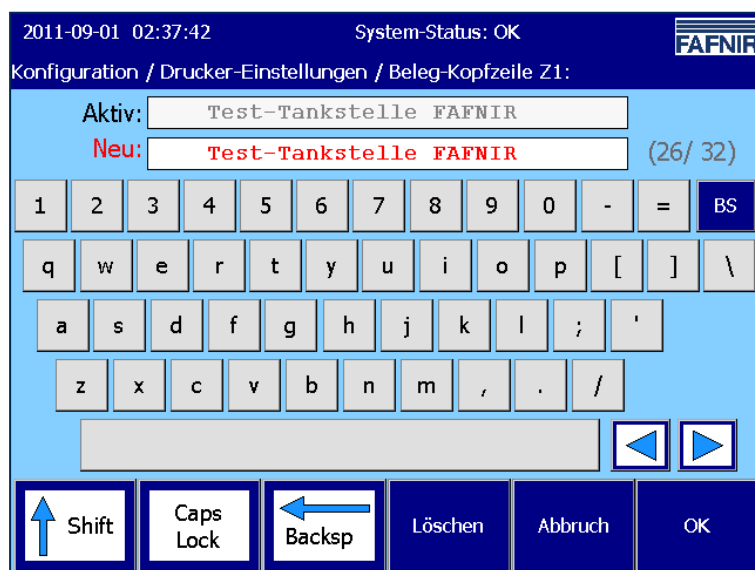 2011-09-01 02:37:42 System-Status: OK FAFNIR
Konfiguration / Drucker-Einstellungen / Beleg-Kopfzeile Z1:
Aktiv: Test-Tankstelle FAFNIR
Neu: Test-Tankstelle FAFNIR (26/ 32)
1 2 3 4 5 6 7 8 9 0 - = BS
q w e r t y u i o p [ ] \
a s d f g h j k l ; '
z x c v b n m , . /
Shift Caps Lock Backsp Löschen Abbruch OK